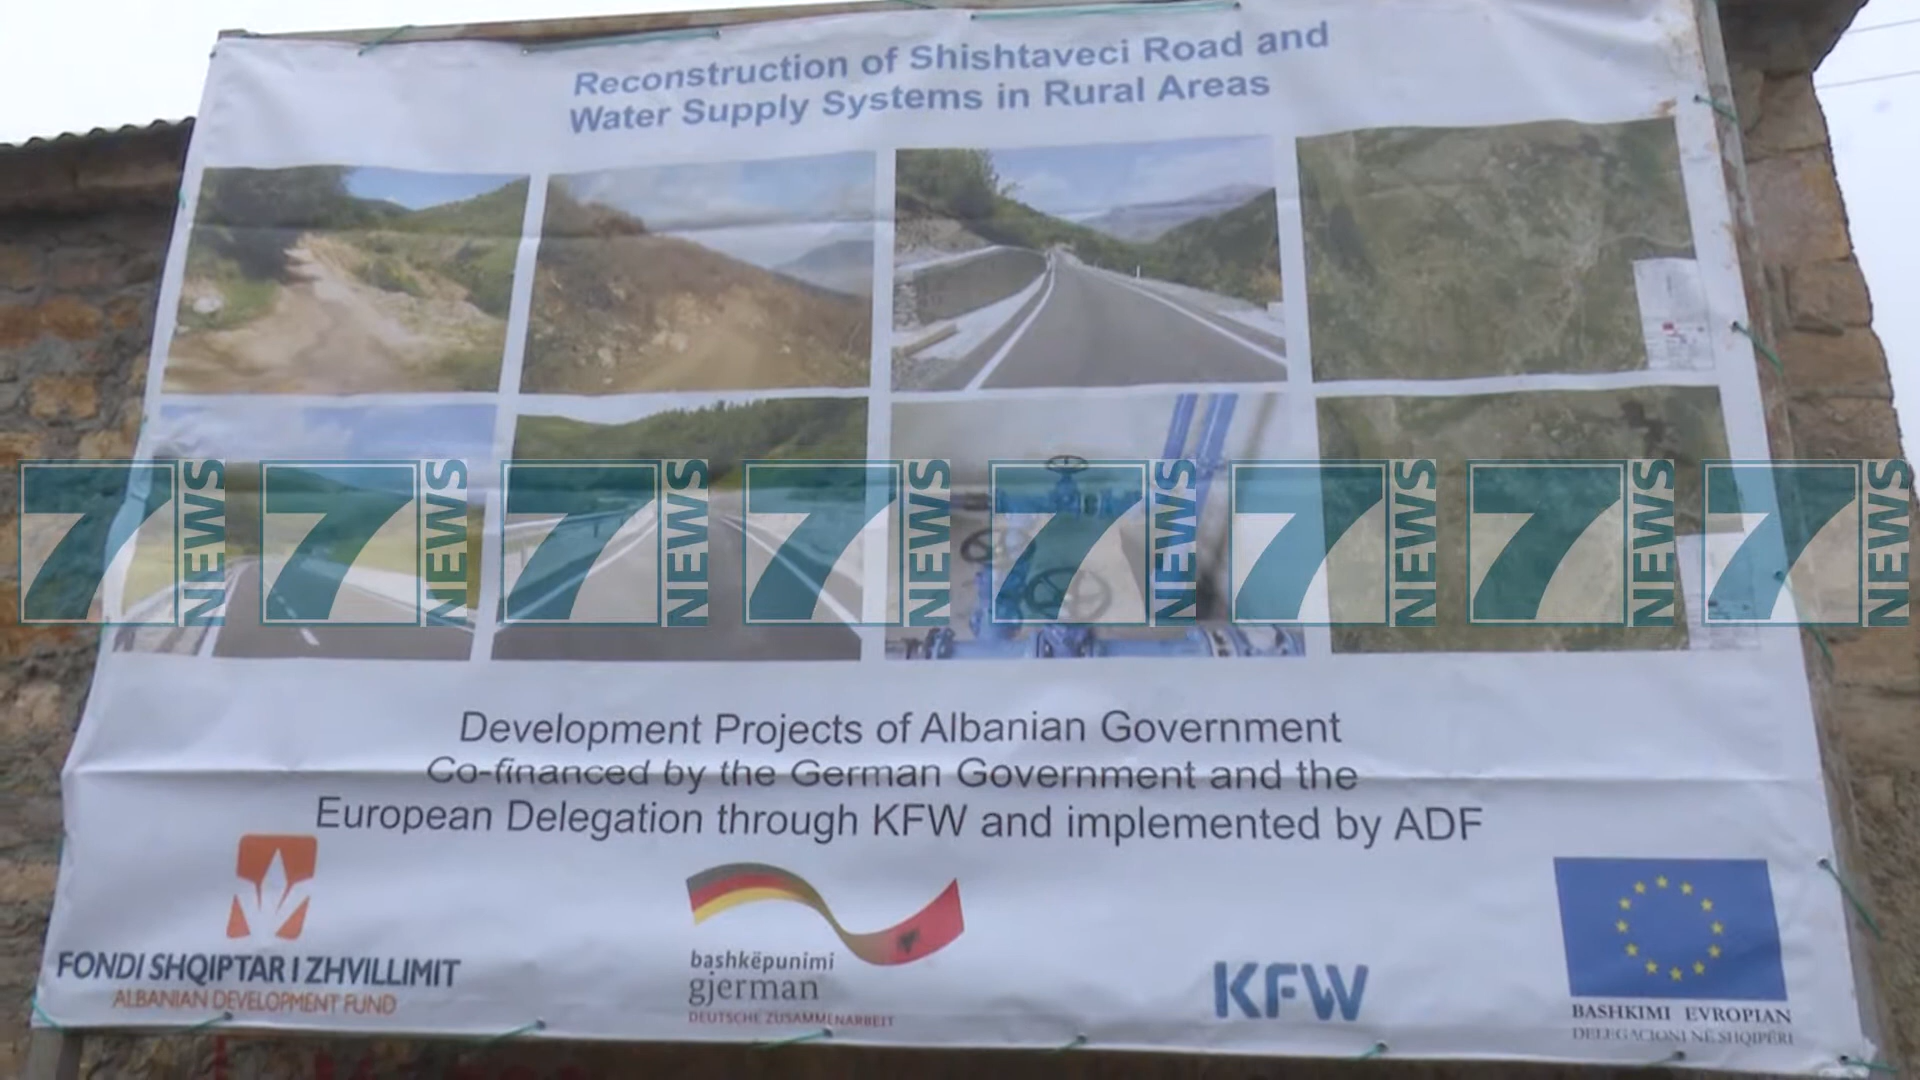 Reconstruction of Shishtaveci Road and
Water Supply Systems in Rural Areas
7 NEWS 7 NEWS 7 NEWS 7 NEWS 7 NEWS 7 NEWS 7 NEWS 7 NEWS
Development Projects of Albanian Government
Co-financed by the German Government and the
European Delegation through KFW and implemented by ADF
FONDI SHQIPTAR I ZHVILLIMIT
ALBANIAN DEVELOPMENT FUND
bashkëpunimi
gjerman
DEUTSCHE ZUSAMMENARBEIT
KFW
BASHKIMI EVROPIAN
DELEGACIONI NË SHQIPËRI